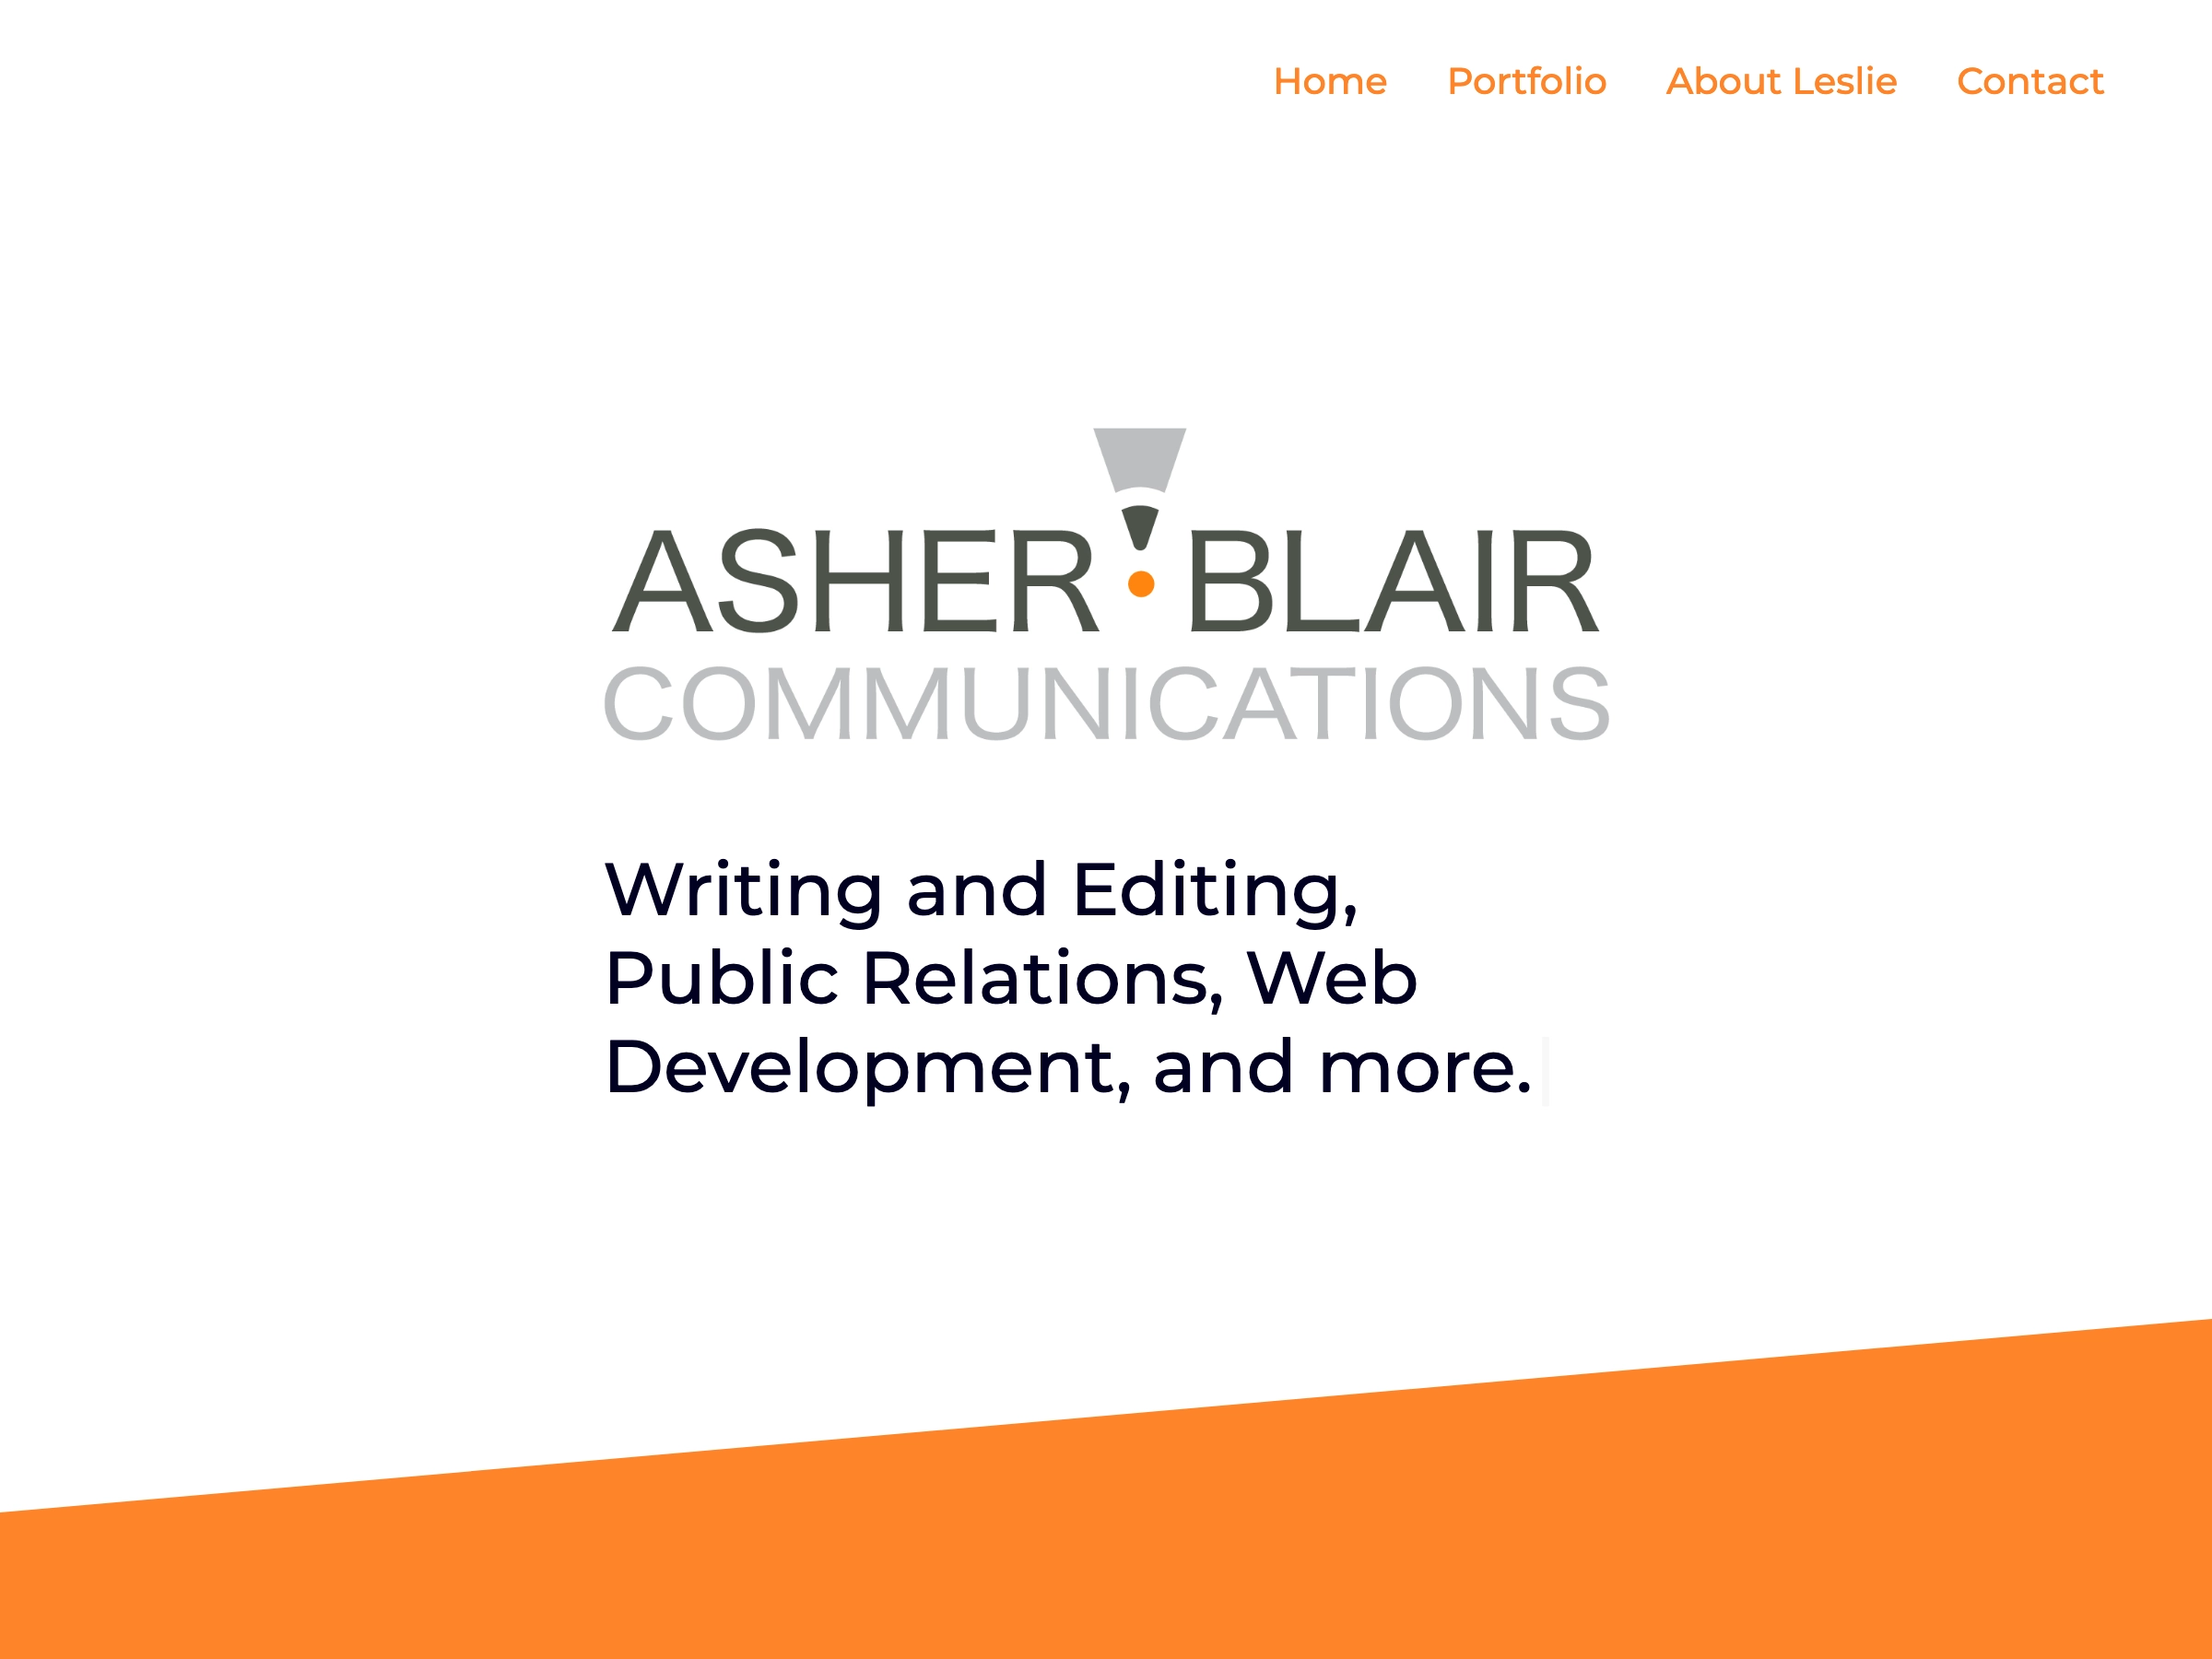 Home Portfolio About Leslie Contact
ASHER BLAIR
COMMUNICATIONS
Writing and Editing,
Public Relations, Web
Development, and more.